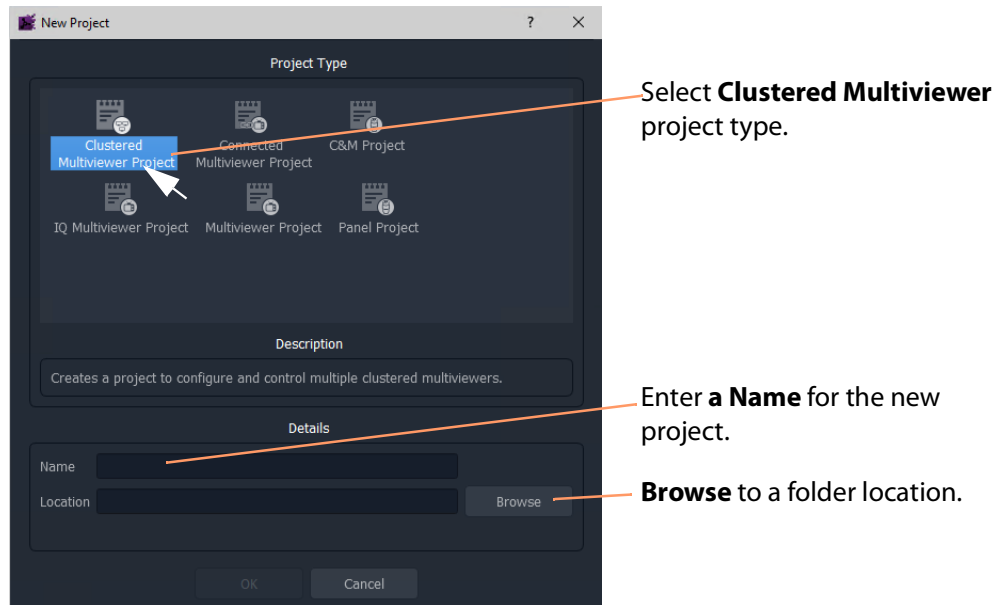 New Project
?
Project Type
Select Clustered Multiviewer
project type.
Clustered
Multiviewer Project
Connected
Multiviewer Project
C&M Project
IQ Multiviewer Project
Multiviewer Project
Panel Project
Description
Creates a project to configure and control multiple clustered multiviewers.
Enter a Name for the new
project.
Details
Name
Location
Browse
Browse to a folder location.
OK
Cancel